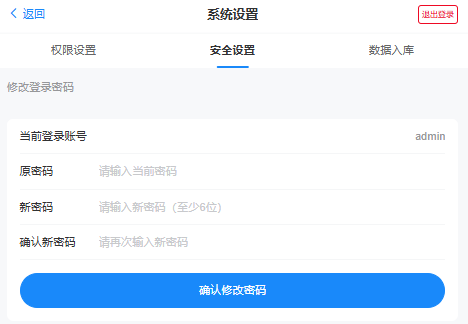 返回
系统设置
退出登录
权限设置
安全设置
数据入库
修改登录密码
当前登录账号 admin
原密码 请输入当前密码
新密码 请输入新密码（至少6位）
确认新密码 请再次输入新密码
确认修改密码